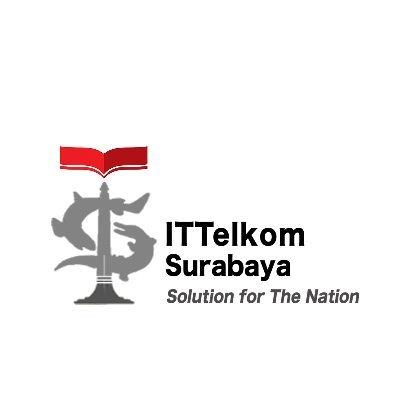 ITTelkom
Surabaya
Solution for The Nation